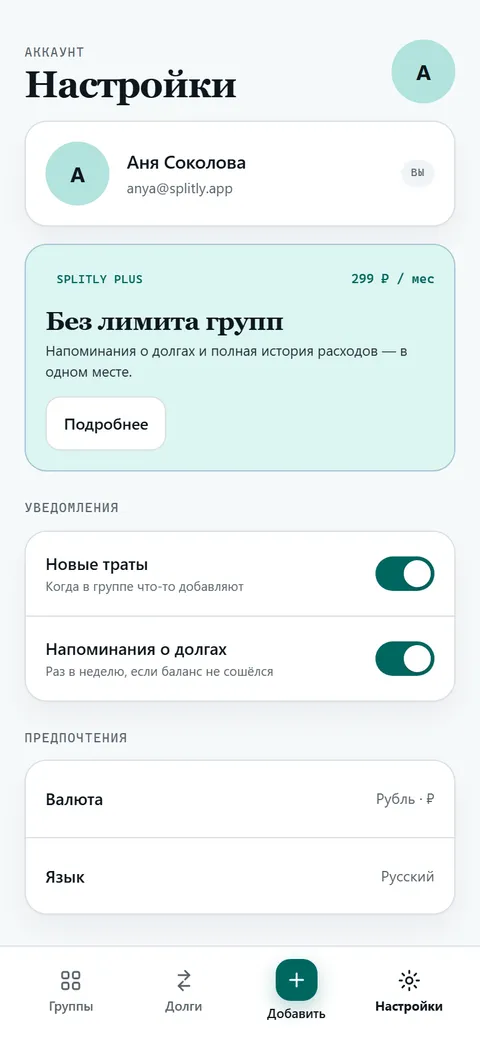 АККАУНТ
Настройки
A
A
Аня Соколова
anya@splitly.app
ВЫ
SPLITLY PLUS
299 ₽ / мес
Без лимита групп
Напоминания о долгах и полная история расходов — в
одном месте.
Подробнее
УВЕДОМЛЕНИЯ
Новые траты
Когда в группе что-то добавляют
Напоминания о долгах
Раз в неделю, если баланс не сошёлся
ПРЕДПОЧТЕНИЯ
Валюта
Рубль · ₽
Язык
Русский
Группы
Долги
Добавить
Настройки